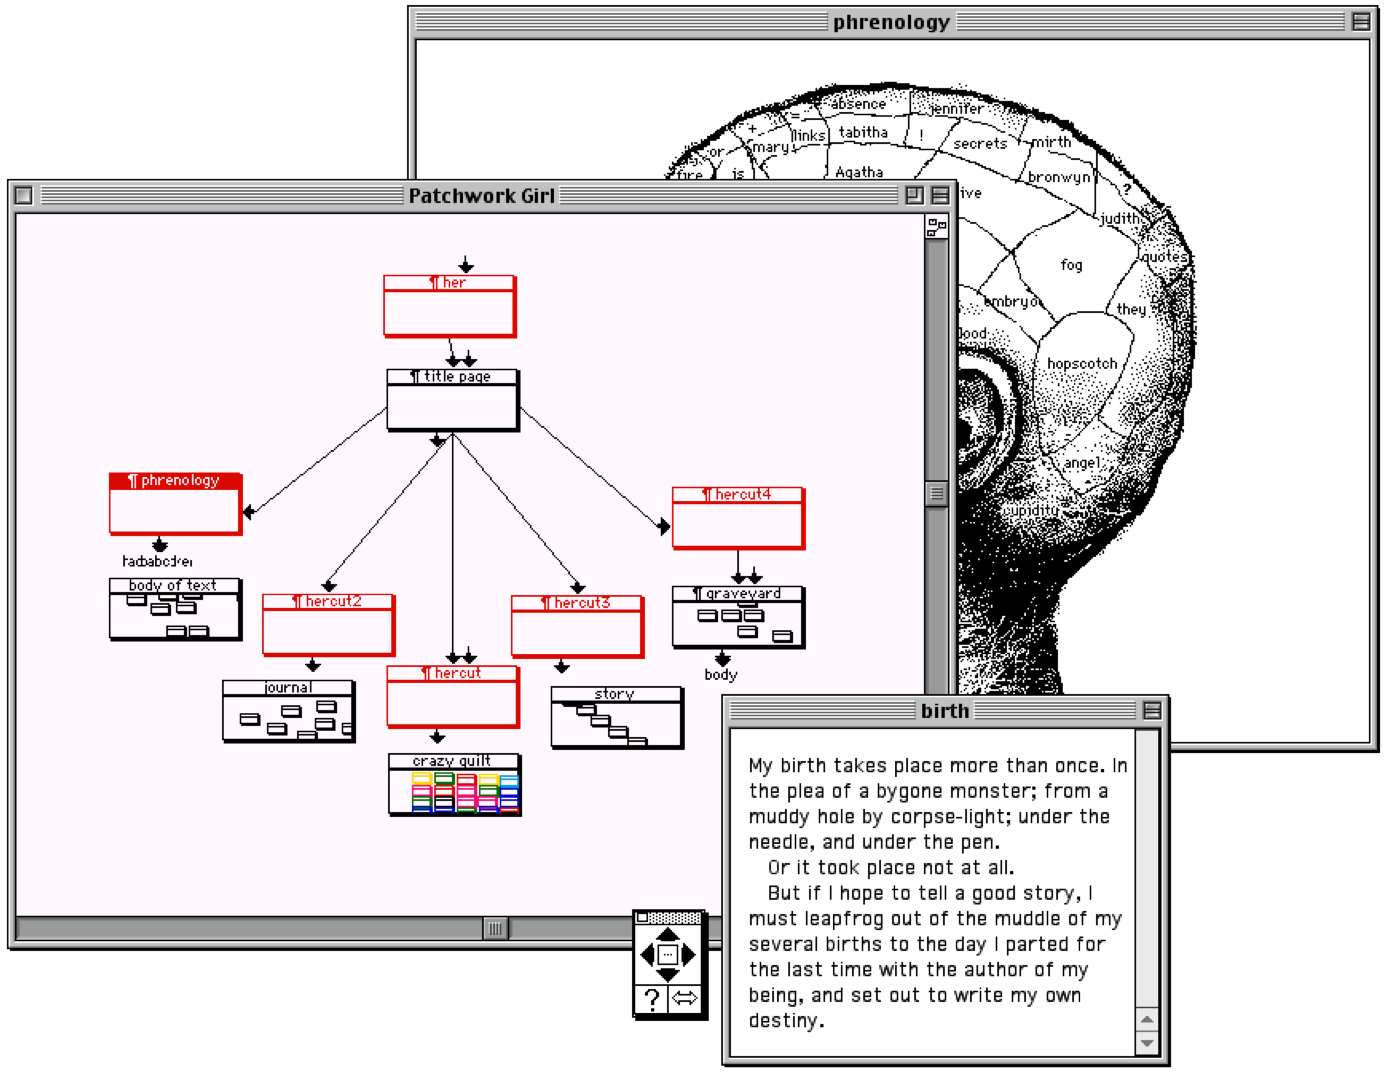 phrenology
absence
jennifer
+
=
or
mary
links
tabitha
!
secrets
mirth
fire
is
Agatha
bronwyn
?
ive
judith
fog
quotes
embryo
they
lood
hopscotch
angel
cupidity
Patchwork Girl
¶ her
¶ title page
¶ phrenology
¶ hercut4
body of text
¶ hercut2
¶ hercut3
¶ graveyard
body
journal
¶ hercut
story
crazy quilt
birth
My birth takes place more than once. In
the plea of a bygone monster; from a
muddy hole by corpse-light; under the
needle, and under the pen.
Or it took place not at all.
But if I hope to tell a good story, I
must leapfrog out of the muddle of my
several births to the day I parted for
the last time with the author of my
being, and set out to write my own
destiny.
?